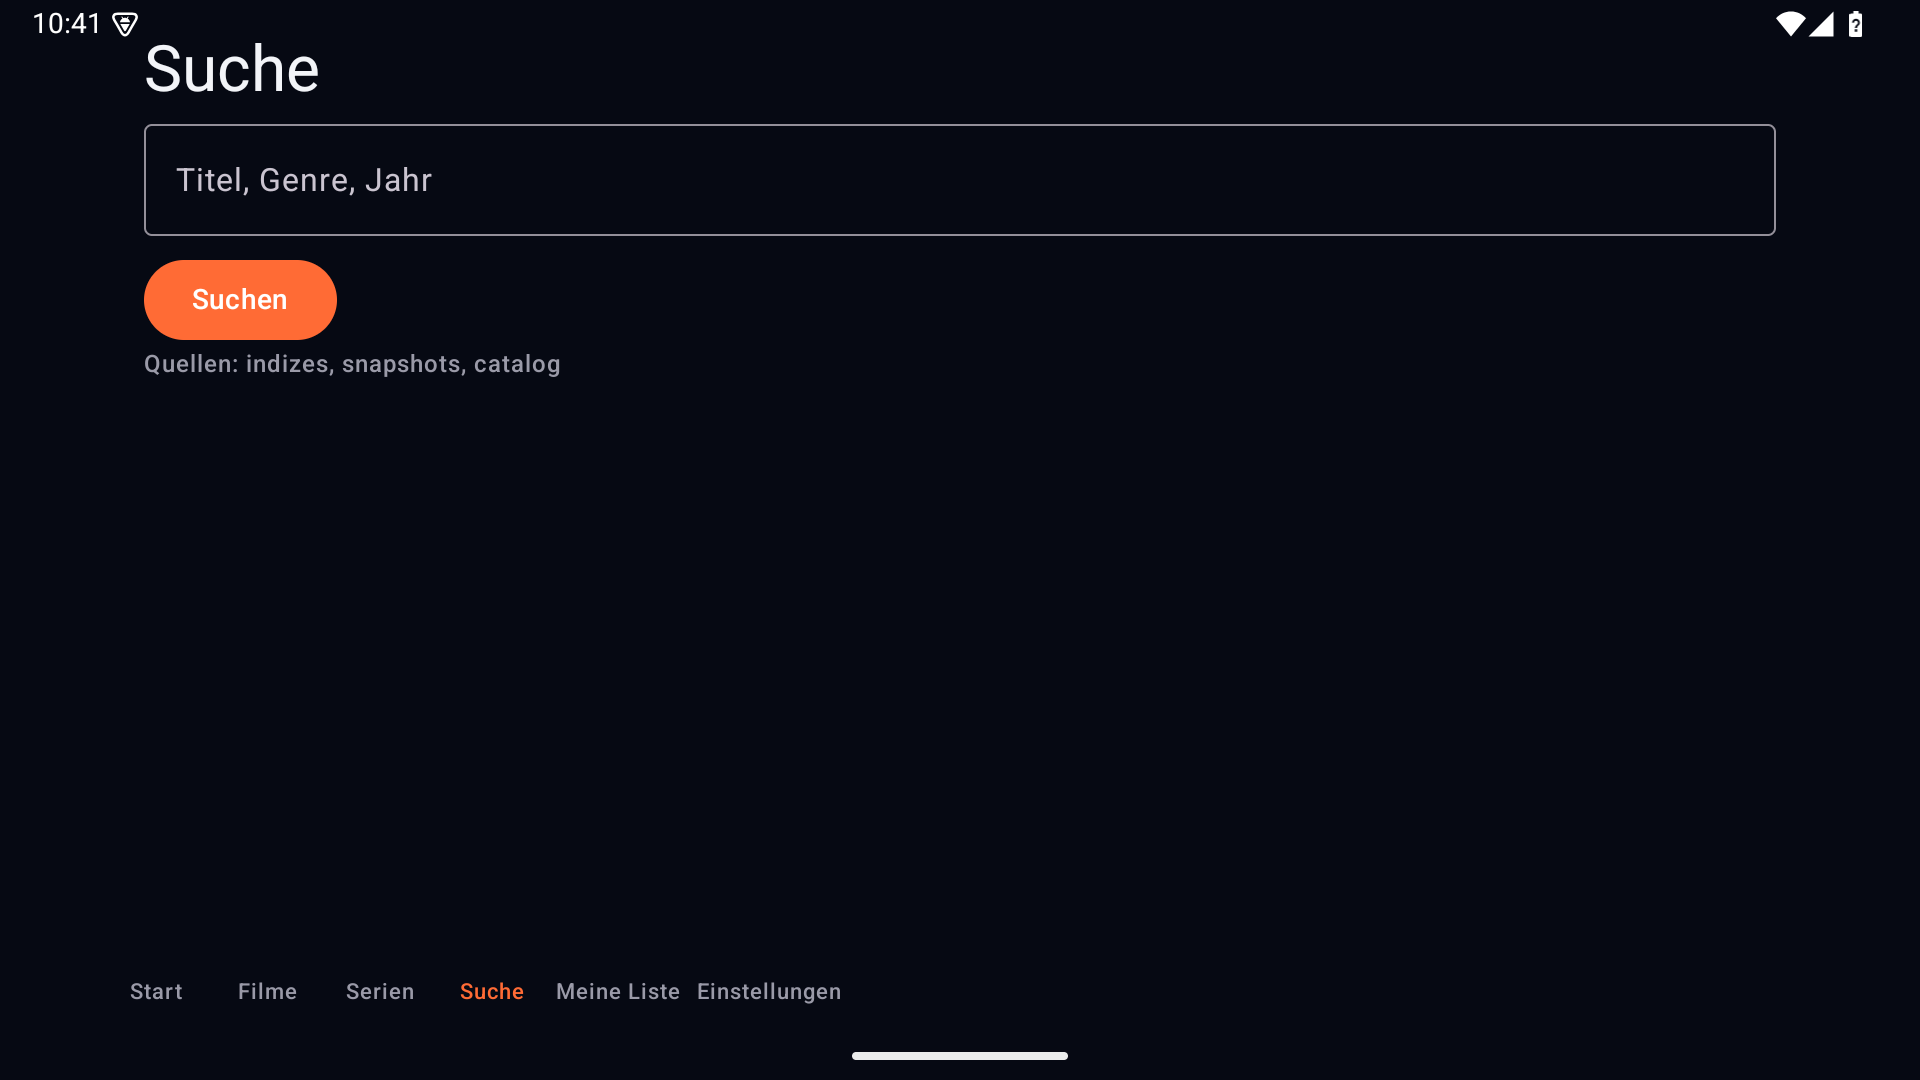 10:41
Suche
Titel, Genre, Jahr
Suchen
Quellen: indizes, snapshots, catalog
Start Filme Serien Suche Meine Liste Einstellungen